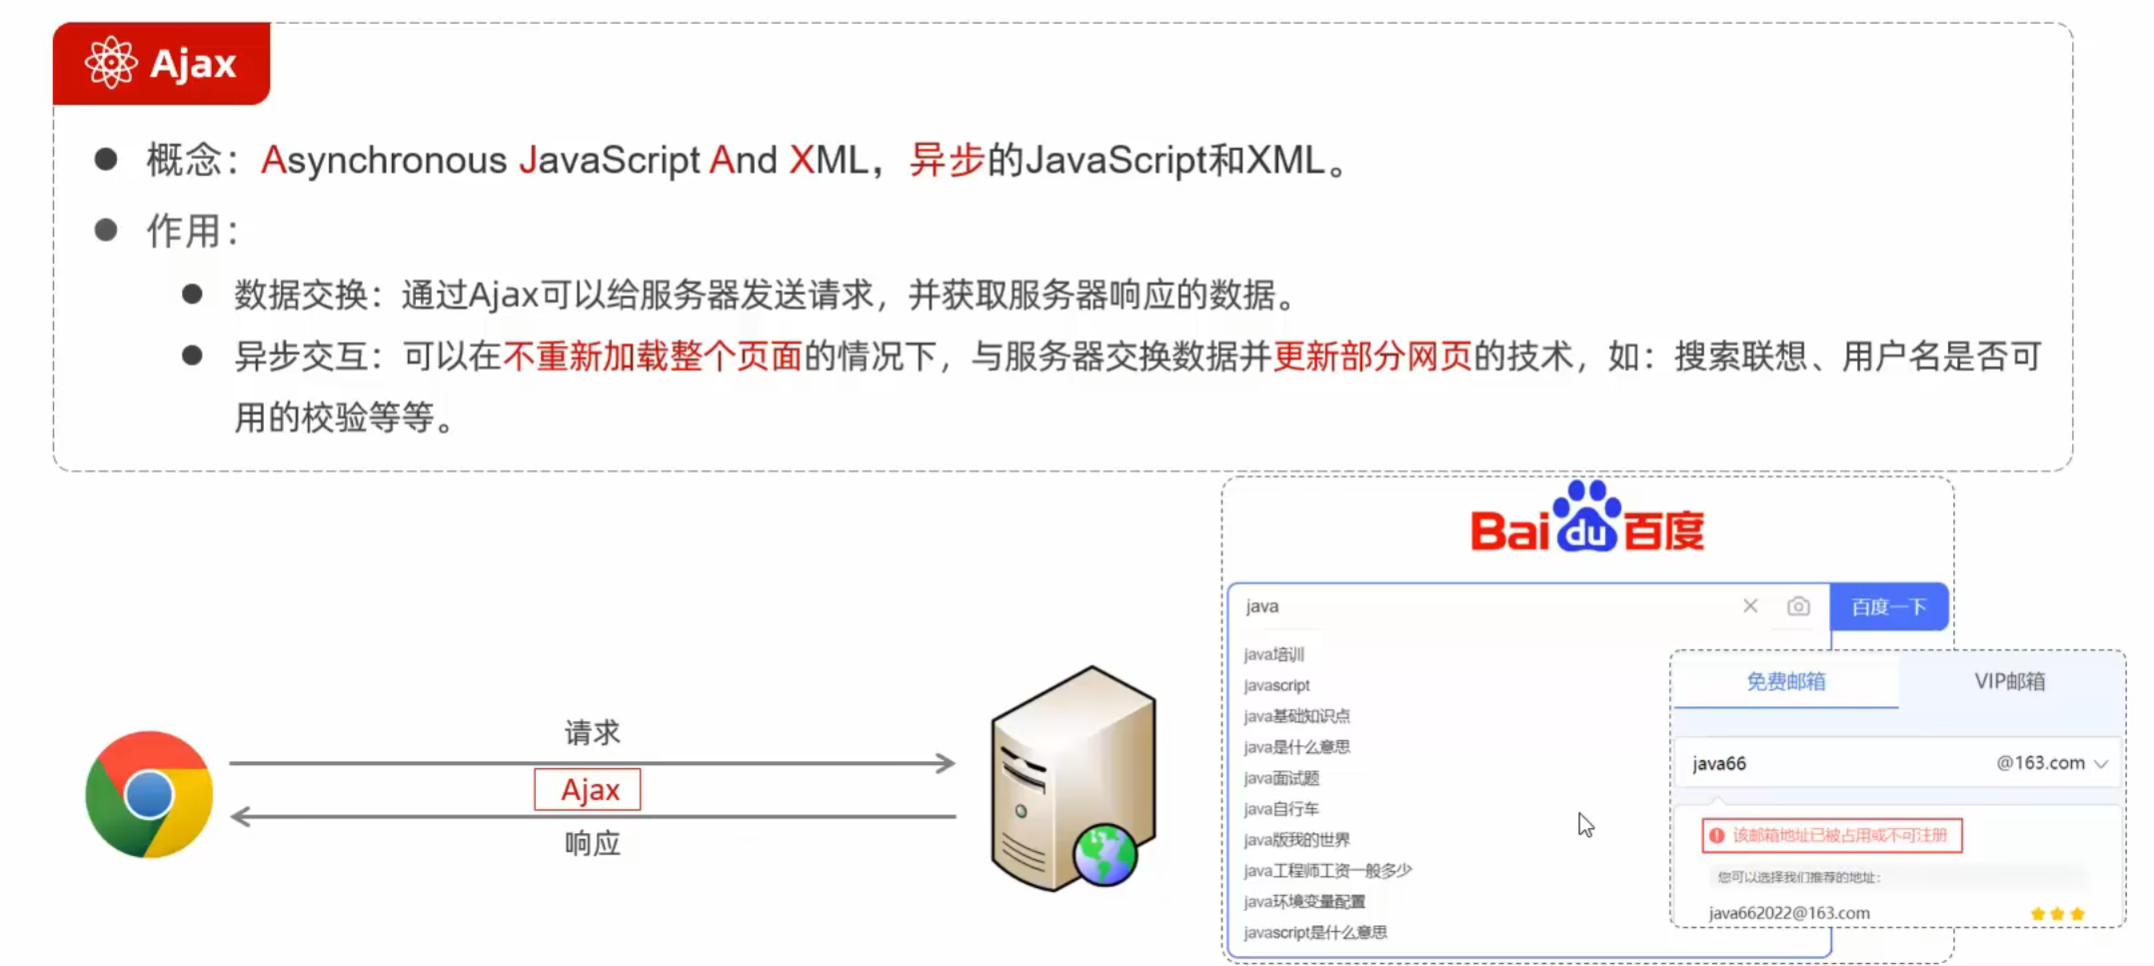 Ajax
概念：Asynchronous JavaScript And XML，异步的JavaScript和XML。
作用：
数据交换：通过Ajax可以给服务器发送请求，并获取服务器响应的数据。
异步交互：可以在不重新加载整个页面的情况下，与服务器交换数据并更新部分网页的技术，如：搜索联想、用户名是否可
用的校验等等。
请求
Ajax
响应
Baidu百度
java
百度一下
java培训
javascript
java基础知识点
java是什么意思
java面试题
java自行车
java版我的世界
java工程师工资一般多少
java环境变量配置
javascript是什么意思
免费邮箱 VIP邮箱
java66 @163.com
该邮箱地址已被占用或不可注册
您可以选择我们推荐的地址：
java662022@163.com